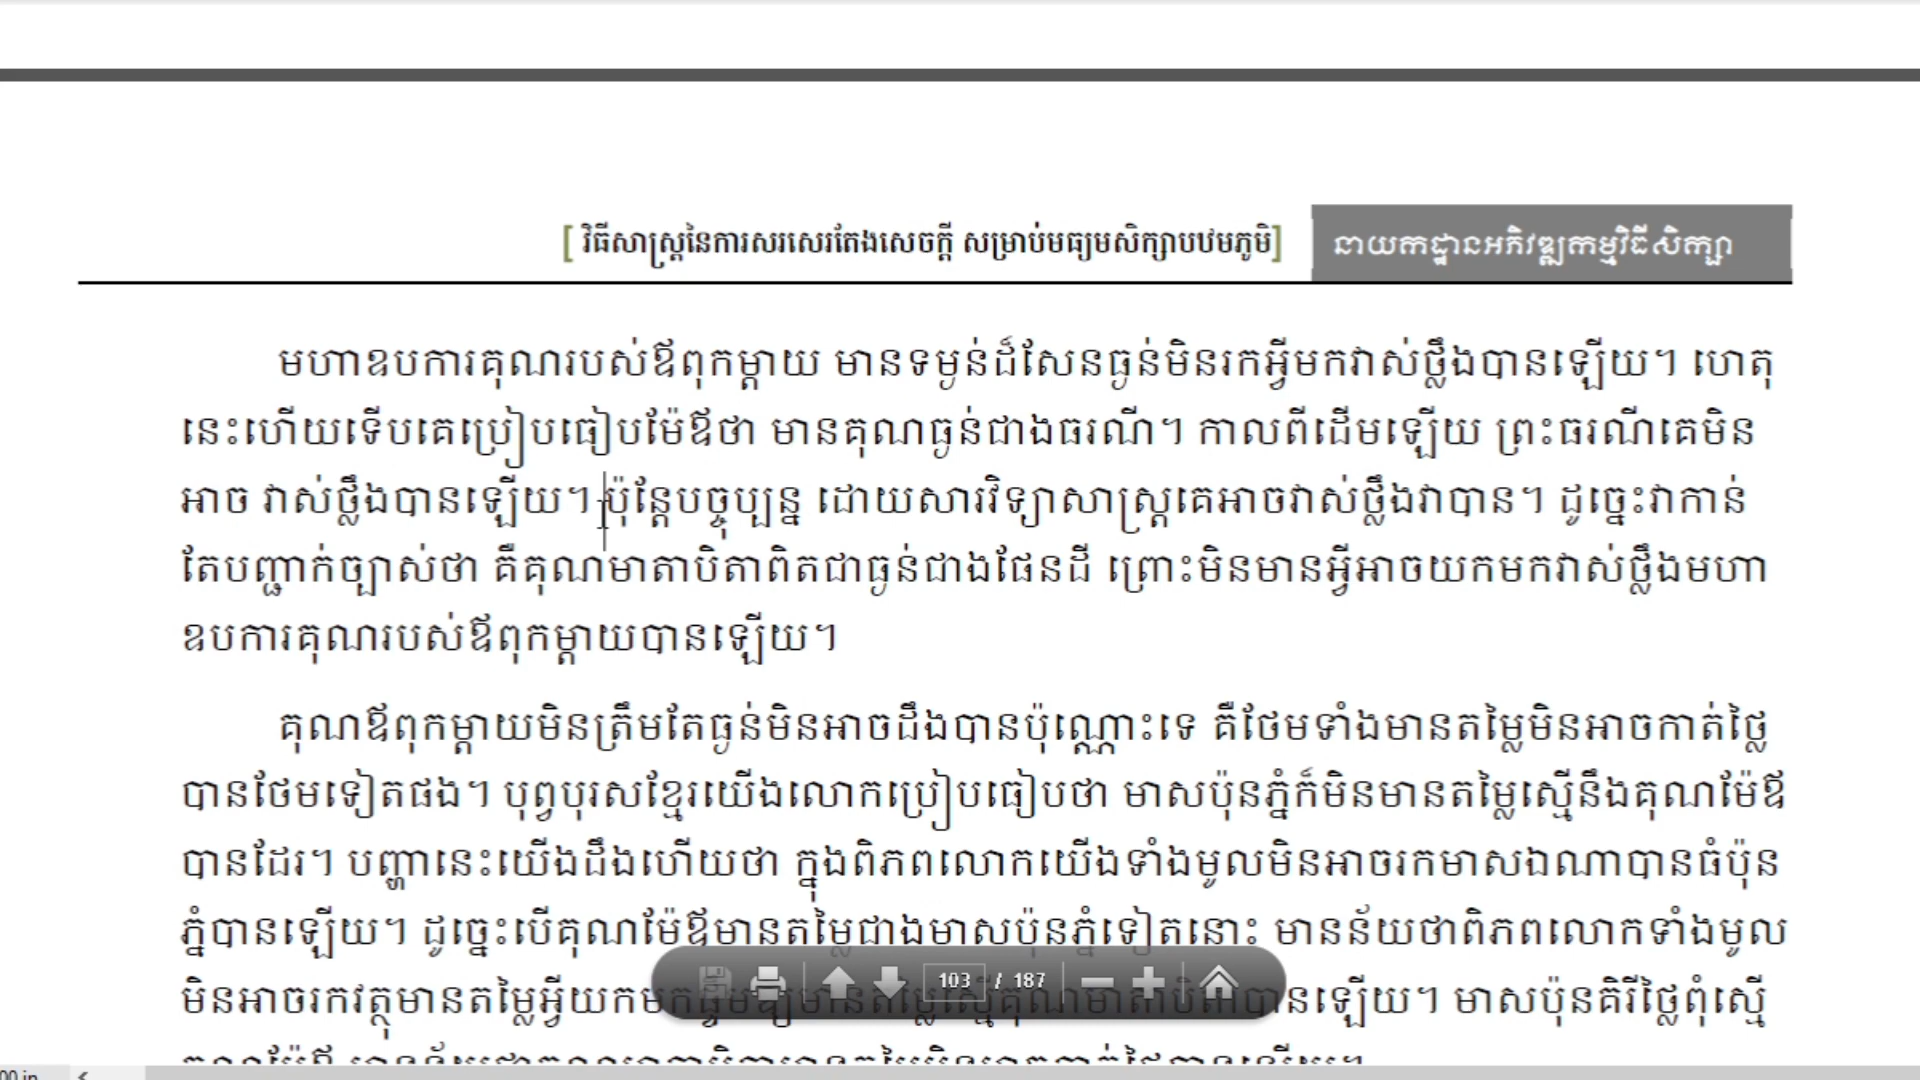 [ វិធីសាស្ត្រនៃការសរសេរតែងសេចក្ដី សម្រាប់មធ្យមសិក្សាបឋមភូមិ] នាយកដ្ឋានអភិវឌ្ឍកម្មវិធីសិក្សា
មហាឧបការគុណរបស់ឪពុកម្ដាយ មានទម្ងន់ដ៏សែនធ្ងន់មិនរកអ្វីមកវាស់ថ្លឹងបានឡើយ។ ហេតុ
នេះហើយទើបគេប្រៀបធៀបម៉ែឪថា មានគុណធ្ងន់ជាងធរណី។ កាលពីដើមឡើយ ព្រះធរណីគេមិន
អាច វាស់ថ្លឹងបានឡើយ។ ប៉ុន្តែបច្ចុប្បន្ន ដោយសារវិទ្យាសាស្ត្រគេអាចវាស់ថ្លឹងវាបាន។ ដូច្នេះវាកាន់
តែបញ្ជាក់ច្បាស់ថា គឺគុណមាតាបិតាពិតជាធ្ងន់ជាងផែនដី ព្រោះមិនមានអ្វីអាចយកមកវាស់ថ្លឹងមហា
ឧបការគុណរបស់ឪពុកម្ដាយបានឡើយ។
គុណឪពុកម្ដាយមិនត្រឹមតែធ្ងន់មិនអាចដឹងបានប៉ុណ្ណោះទេ គឺថែមទាំងមានតម្លៃមិនអាចកាត់ថ្លៃ
បានថែមទៀតផង។ បុព្វបុរសខ្មែរយើងលោកប្រៀបធៀបថា មាសប៉ុនភ្នំក៏មិនមានតម្លៃស្មើនឹងគុណម៉ែឪ
បានដែរ។ បញ្ហានេះយើងដឹងហើយថា ក្នុងពិភពលោកយើងទាំងមូលមិនអាចរកមាសឯណាបានធំប៉ុន
ភ្នំបានឡើយ។ ដូច្នេះបើគុណម៉ែឪមានតម្លៃជាងមាសប៉ុនភ្នំទៀតនោះ មានន័យថាពិភពលោកទាំងមូល
មិនអាចរកវត្ថុមានតម្លៃអ្វីយកមកផ្ទឹមឱ្យមានតម្លៃ ស្មើគុណមាតាបិតាបានឡើយ។ មាសប៉ុនគិរីថ្លៃពុំស្មើ
103 / 187